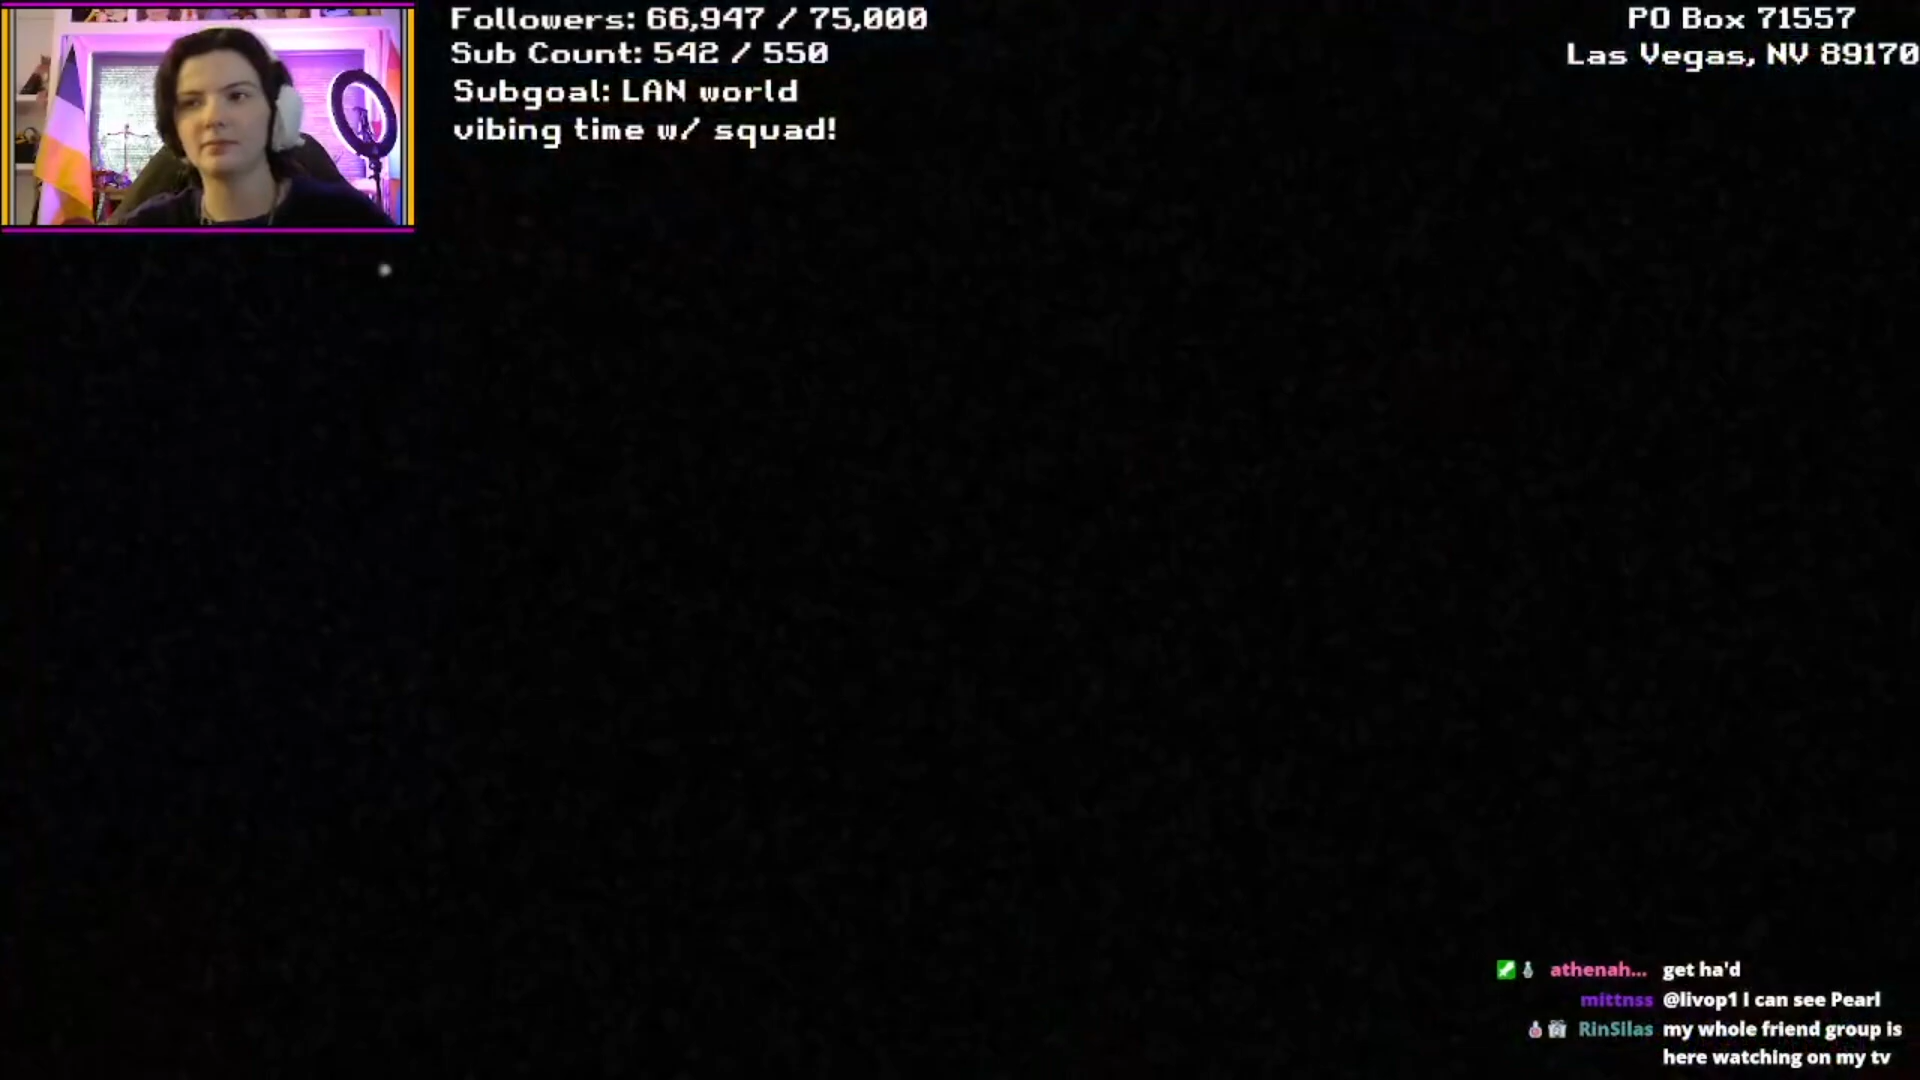 Followers: 66,947 / 75,000
Sub Count: 542 / 550
Subgoal: LAN world
vibing time w/ squad!
PO Box 71557
Las Vegas, NV 89170
athenah... get ha'd
mittnss @livop1 I can see Pearl
RinSilas my whole friend group is
here watching on my tv